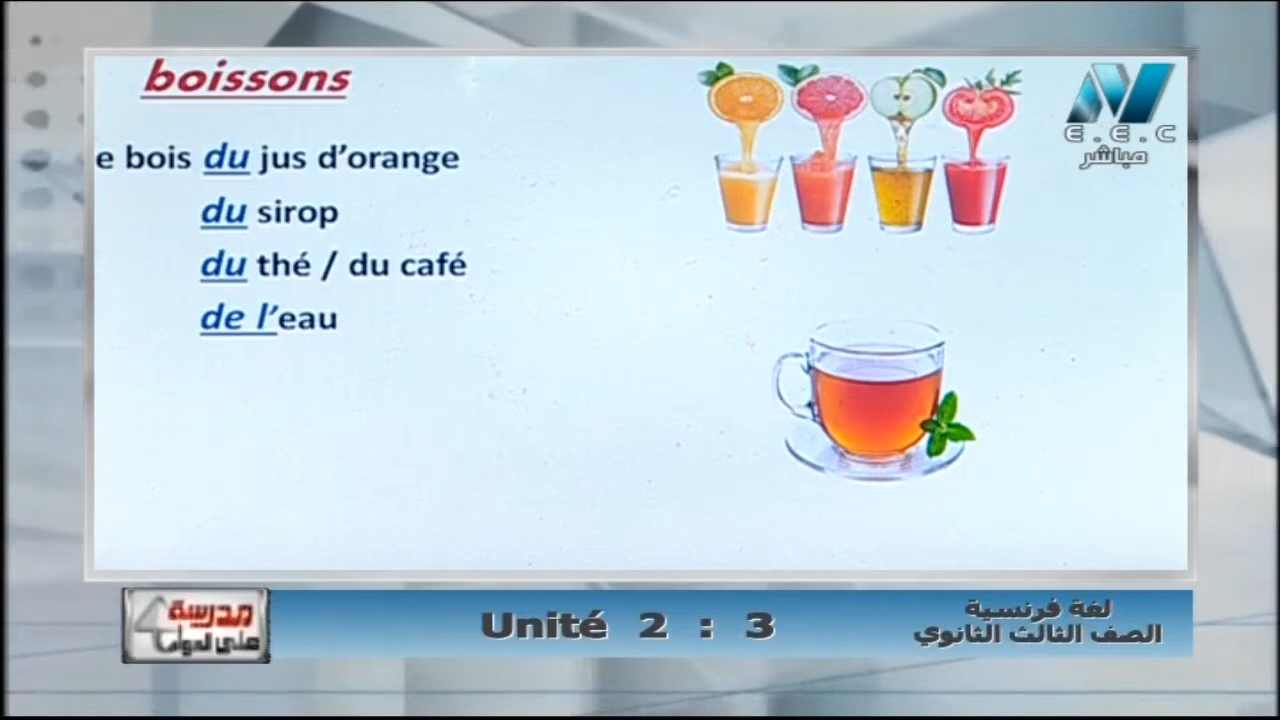 boissons
e bois du jus d'orange
du sirop
du thé / du café
de l'eau
E.E.C
مباشر
مدرسة
على الهواء
Unité 2 : 3
لغة فرنسية
الصف الثالث الثانوي